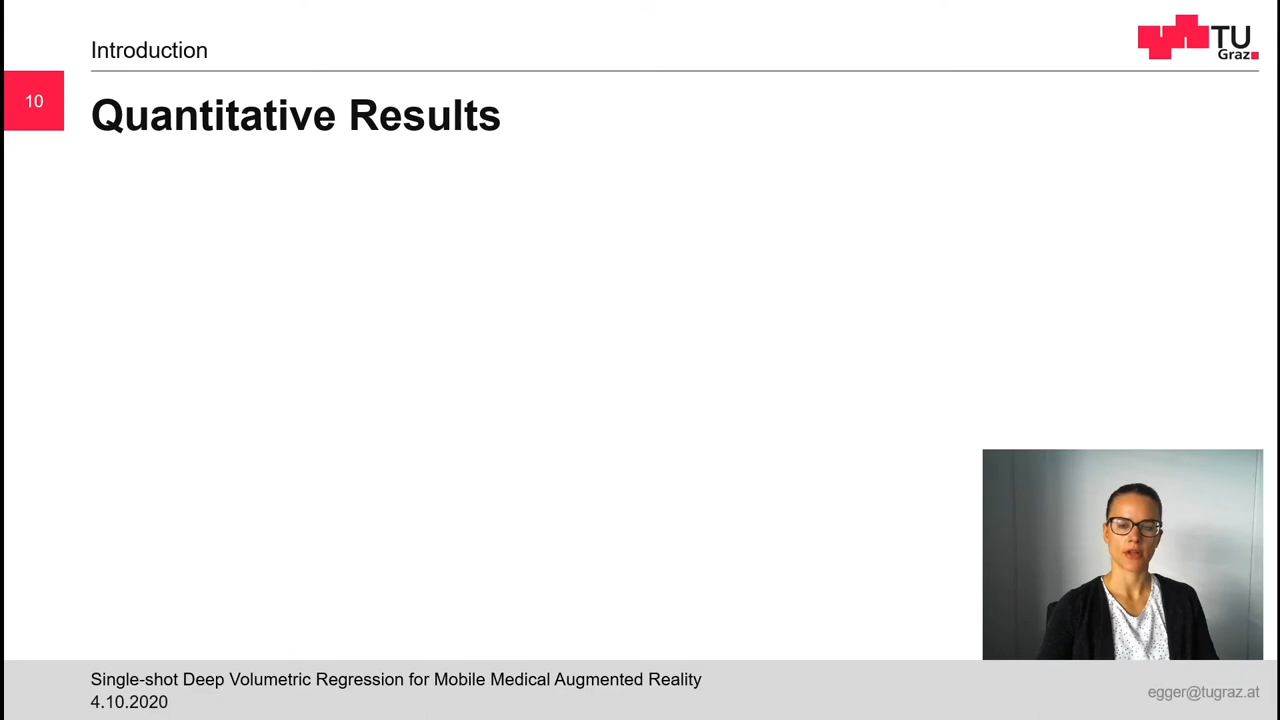 Introduction
TU
Graz
10
Quantitative Results
Single-shot Deep Volumetric Regression for Mobile Medical Augmented Reality
4.10.2020
egger@tugraz.at